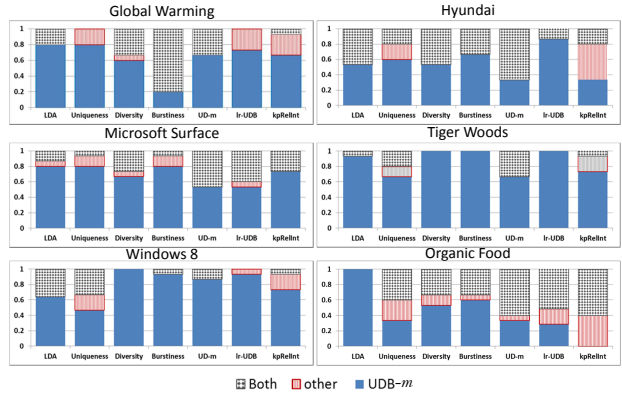 Global Warming
1
0.8
0.6
0.4
0.2
0
LDA Uniqueness Diversity Burstiness UD-m lr-UDB kpRelInt
Hyundai
1
0.8
0.6
0.4
0.2
0
LDA Uniqueness Diversity Burstiness UD-m lr-UDB kpRelInt
Microsoft Surface
1
0.8
0.6
0.4
0.2
0
LDA Uniqueness Diversity Burstiness UD-m lr-UDB kpRelInt
Tiger Woods
1
0.8
0.6
0.4
0.2
0
LDA Uniqueness Diversity Burstiness UD-m lr-UDB kpRelInt
Windows 8
1
0.8
0.6
0.4
0.2
0
LDA Uniqueness Diversity Burstiness UD-m lr-UDB kpRelInt
Organic Food
1
0.8
0.6
0.4
0.2
0
LDA Uniqueness Diversity Burstiness UD-m lr-UDB kpRelInt
Both other UDB-m